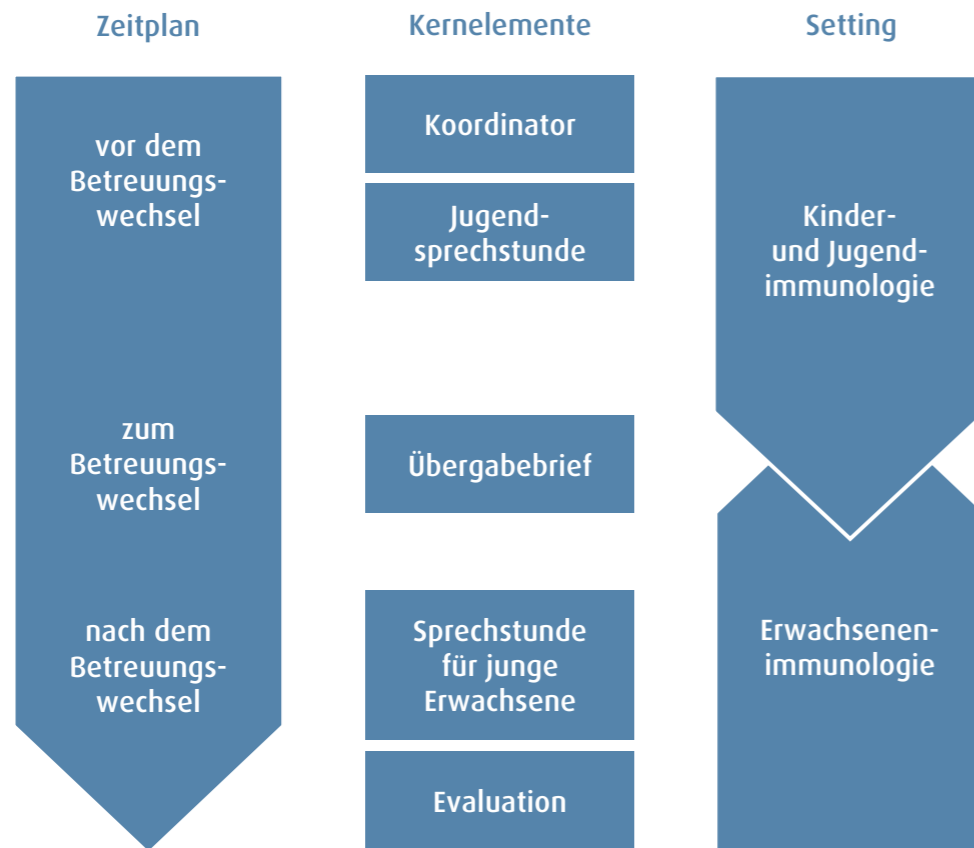 Zeitplan
Kernelemente
Setting
vor dem
Betreuungs-
wechsel
Koordinator
Jugend-
sprechstunde
Kinder-
und Jugend-
immunologie
zum
Betreuungs-
wechsel
Übergabebrief
nach dem
Betreuungs-
wechsel
Sprechstunde
für junge
Erwachsene
Erwachsenen-
immunologie
Evaluation